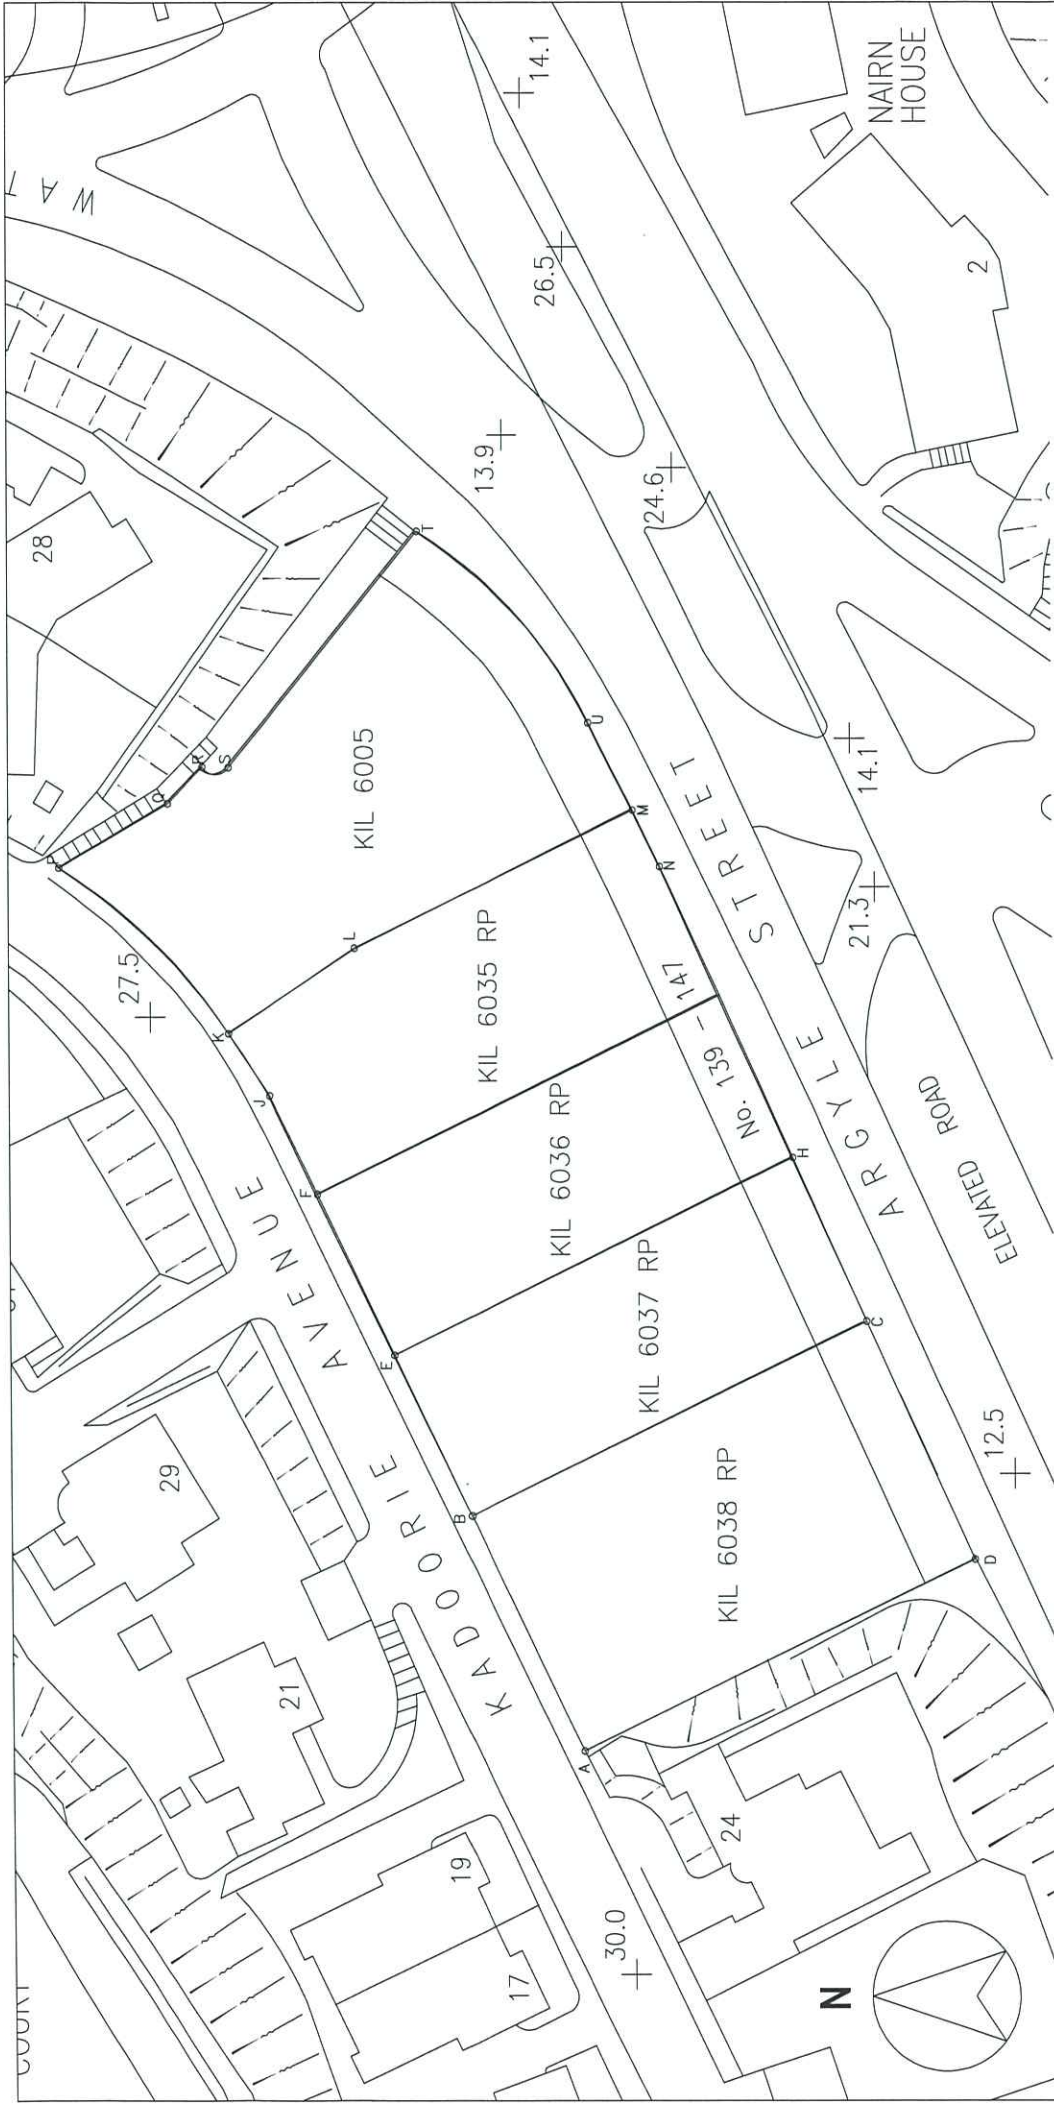 COURT
WAT
28
27.5
14.1
26.5
13.9
24.6
NAIRN
HOUSE
2
P
Q
R
S
T
U
K
L
M
N
J
F
E
H
B
C
A
D
KIL 6005
KIL 6035 RP
KIL 6036 RP
KIL 6037 RP
KIL 6038 RP
No. 139 – 147
KADOORIE AVENUE
ARGYLE STREET
ELEVATED ROAD
14.1
21.3
12.5
29
21
19
17
24
30.0
N